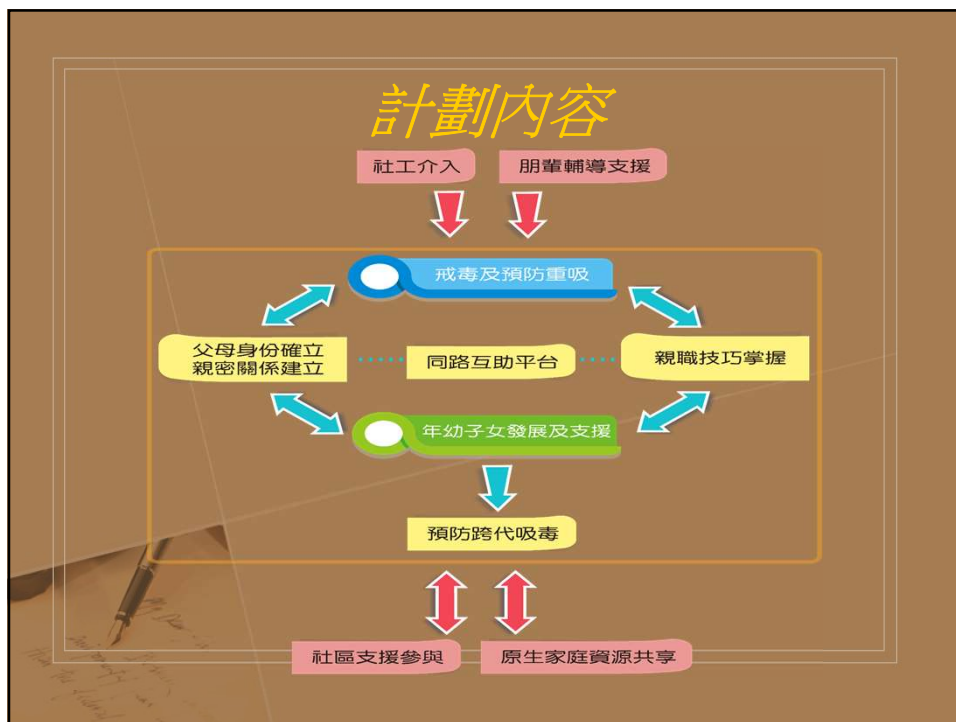 計劃內容
社工介入
朋輩輔導支援
戒毒及預防重吸
父母身份確立
親密關係建立
同路互助平台
親職技巧掌握
年幼子女發展及支援
預防跨代吸毒
社區支援參與
原生家庭資源共享